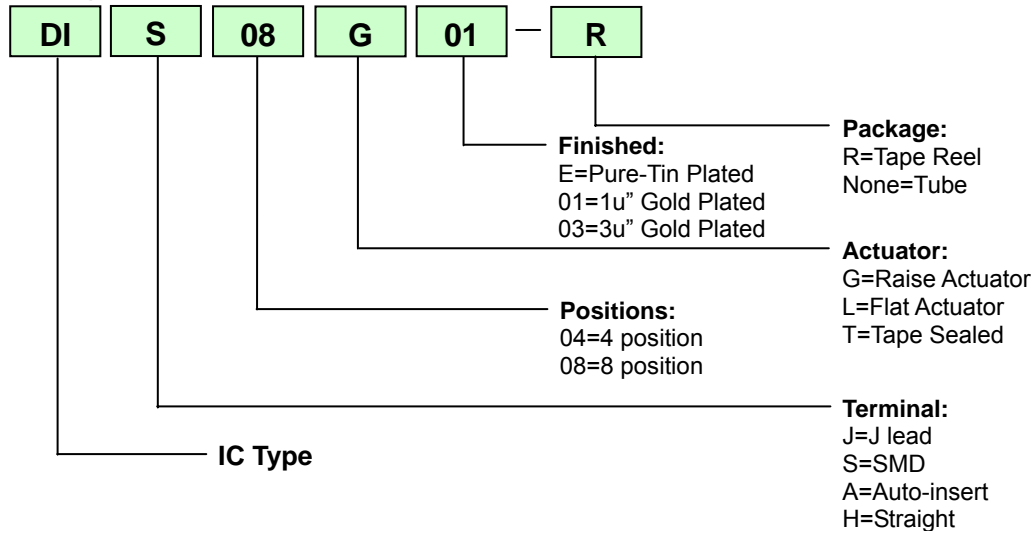 DI S 08 G 01 — R
Finished:
E=Pure-Tin Plated
01=1u” Gold Plated
03=3u” Gold Plated
Package:
R=Tape Reel
None=Tube
Actuator:
G=Raise Actuator
L=Flat Actuator
T=Tape Sealed
Positions:
04=4 position
08=8 position
Terminal:
J=J lead
S=SMD
A=Auto-insert
H=Straight
IC Type